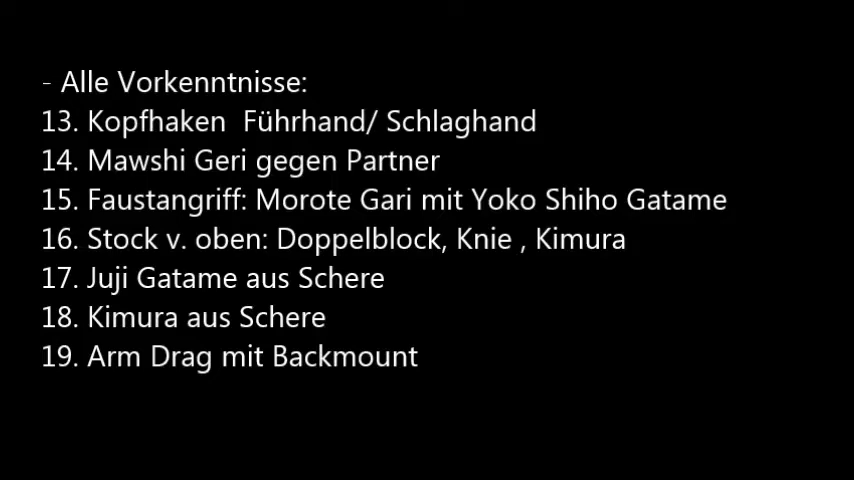 - Alle Vorkenntnisse:
13. Kopfhaken  Führhand/ Schlaghand
14. Mawshi Geri gegen Partner
15. Faustangriff: Morote Gari mit Yoko Shiho Gatame
16. Stock v. oben: Doppelblock, Knie , Kimura
17. Juji Gatame aus Schere
18. Kimura aus Schere
19. Arm Drag mit Backmount